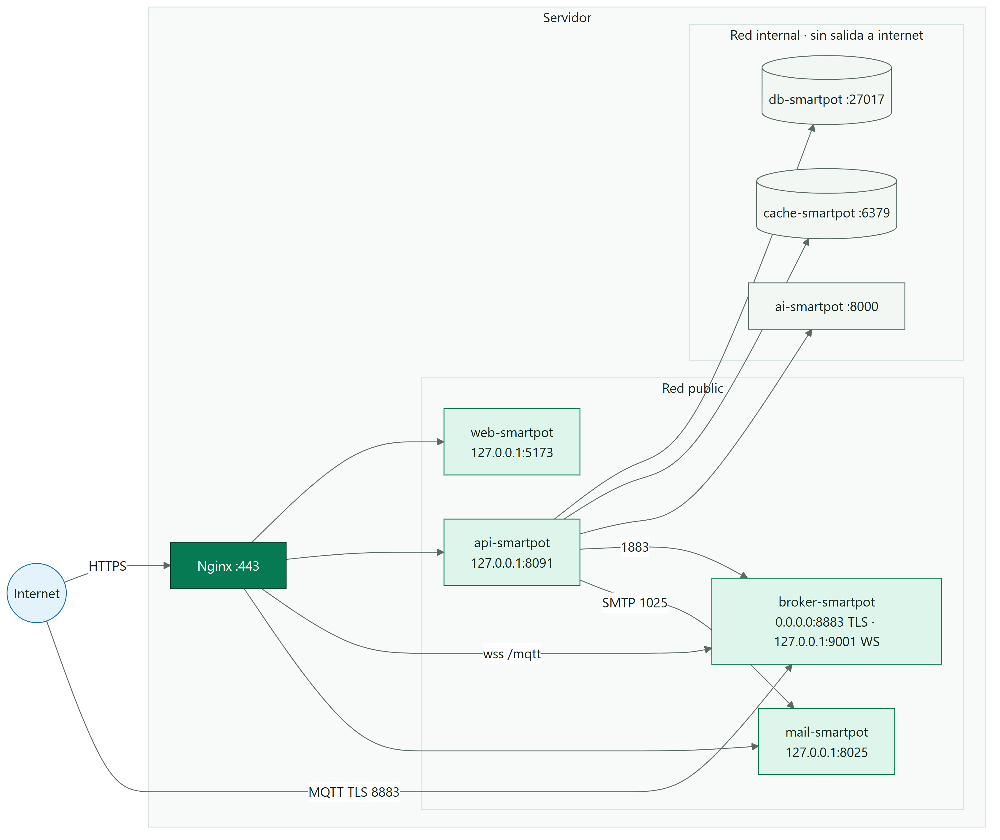 Servidor
Red internal · sin salida a internet
db-smartpot :27017
cache-smartpot :6379
ai-smartpot :8000
Red public
web-smartpot
127.0.0.1:5173
api-smartpot
127.0.0.1:8091
1883
HTTPS
Nginx :443
Internet
SMTP 1025
broker-smartpot
0.0.0.0:8883 TLS ·
127.0.0.1:9001 WS
wss /mqtt
mail-smartpot
127.0.0.1:8025
MQTT TLS 8883